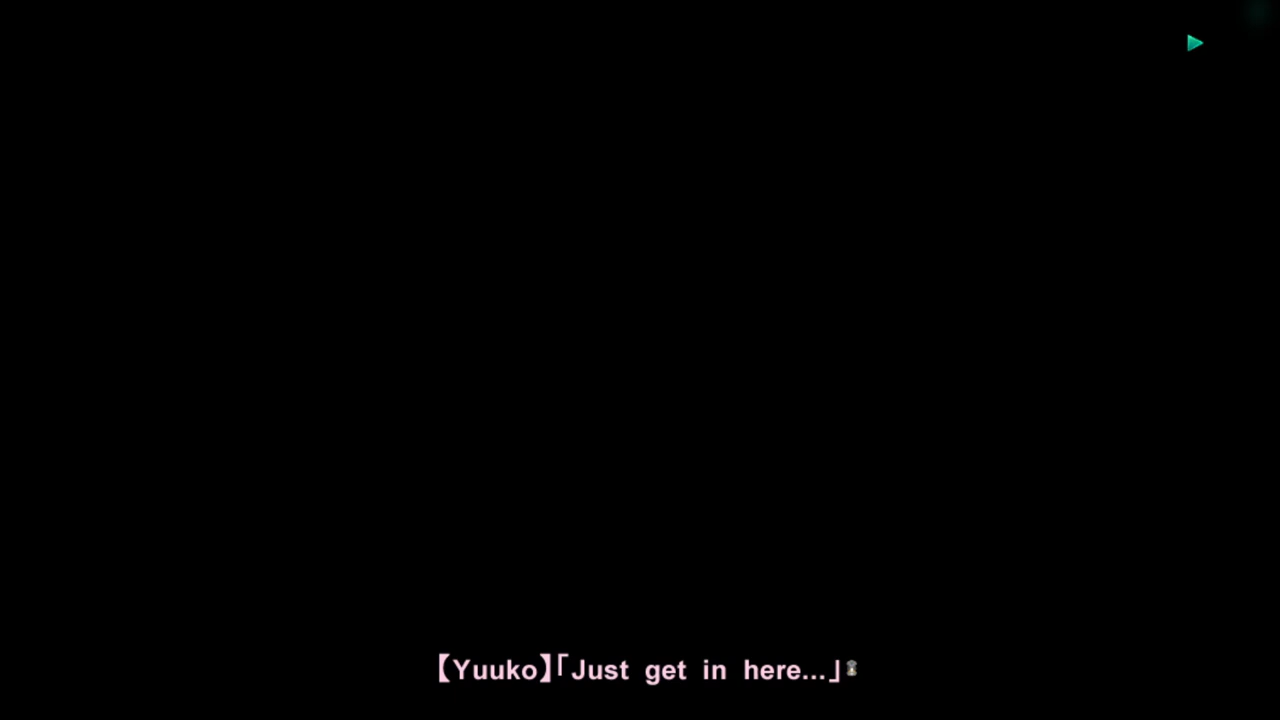 【Yuuko】「Just get in here...」